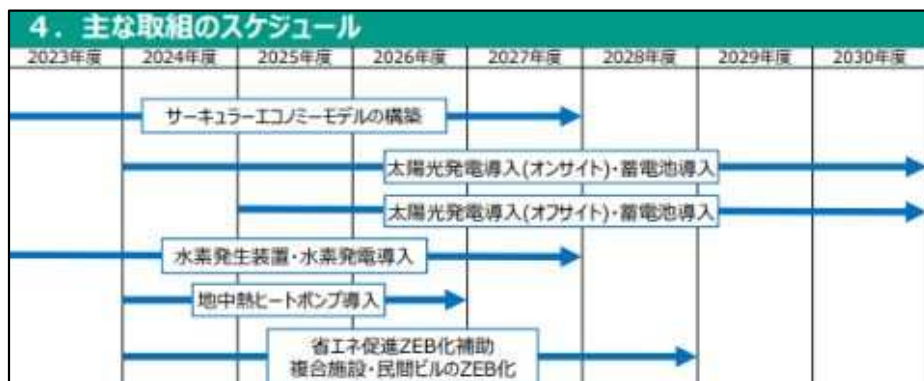 4. 主な取組のスケジュール
2023年度 2024年度 2025年度 2026年度 2027年度 2028年度 2029年度 2030年度
サーキュラーエコノミーモデルの構築
太陽光発電導入(オンサイト)・蓄電池導入
太陽光発電導入(オフサイト)・蓄電池導入
水素発生装置・水素発電導入
地中熱ヒートポンプ導入
省エネ促進ZEB化補助
複合施設・民間ビルのZEB化